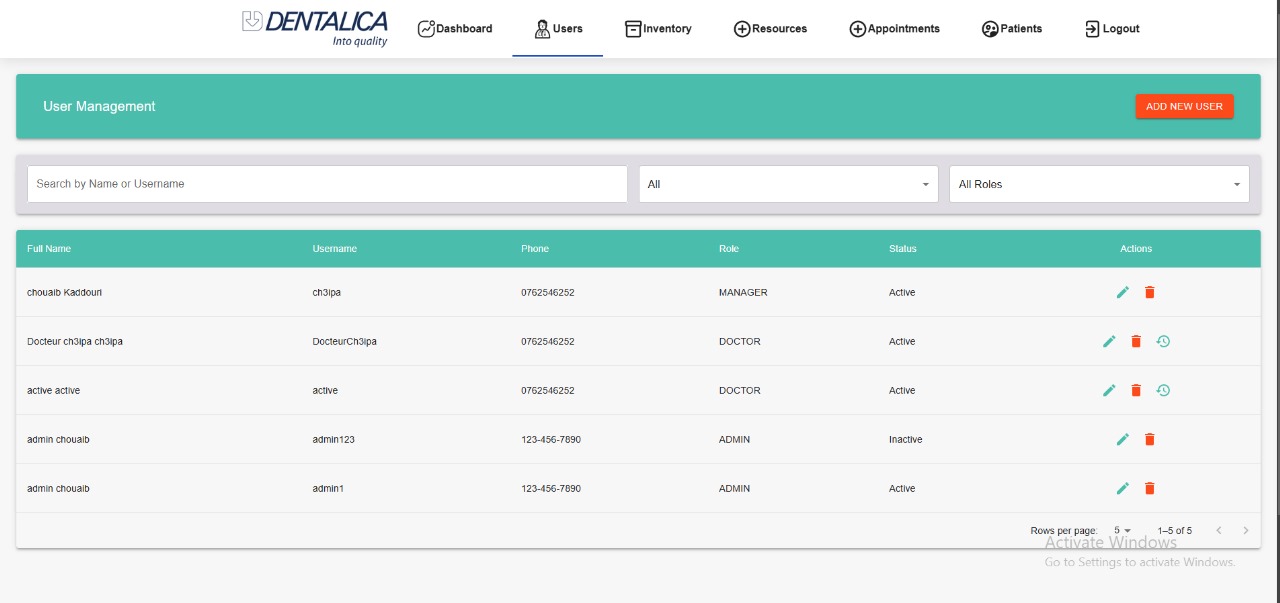 DENTALICA
Into quality
Dashboard
Users
Inventory
Resources
Appointments
Patients
Logout
User Management
ADD NEW USER
Search by Name or Username
All
All Roles
Full Name Username Phone Role Status Actions
chouaib Kaddouri ch3ipa 0762546252 MANAGER Active
Docteur ch3ipa ch3ipa DocteurCh3ipa 0762546252 DOCTOR Active
active active active 0762546252 DOCTOR Active
admin chouaib admin123 123-456-7890 ADMIN Inactive
admin chouaib admin1 123-456-7890 ADMIN Active
Rows per page: 5 1–5 of 5
Activate Windows
Go to Settings to activate Windows.